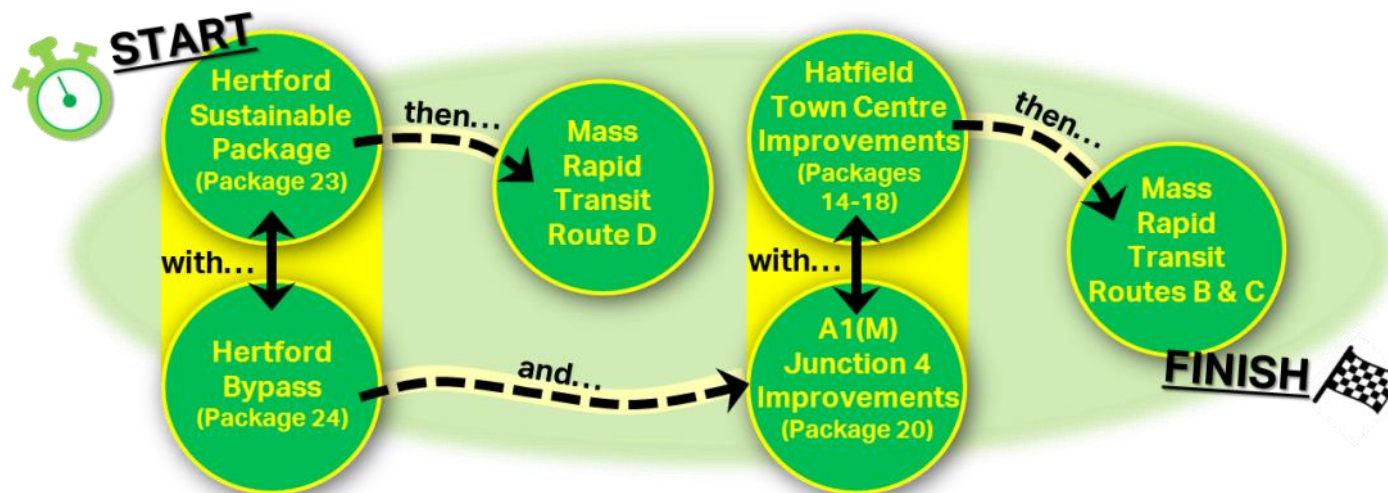 START
Hertford
Sustainable
Package
(Package 23)
with...
Hertford
Bypass
(Package 24)
then...
Mass
Rapid
Transit
Route D
and...
Hatfield
Town Centre
Improvements
(Packages
14-18)
with...
A1(M)
Junction 4
Improvements
(Package 20)
then...
Mass
Rapid
Transit
Routes B & C
FINISH